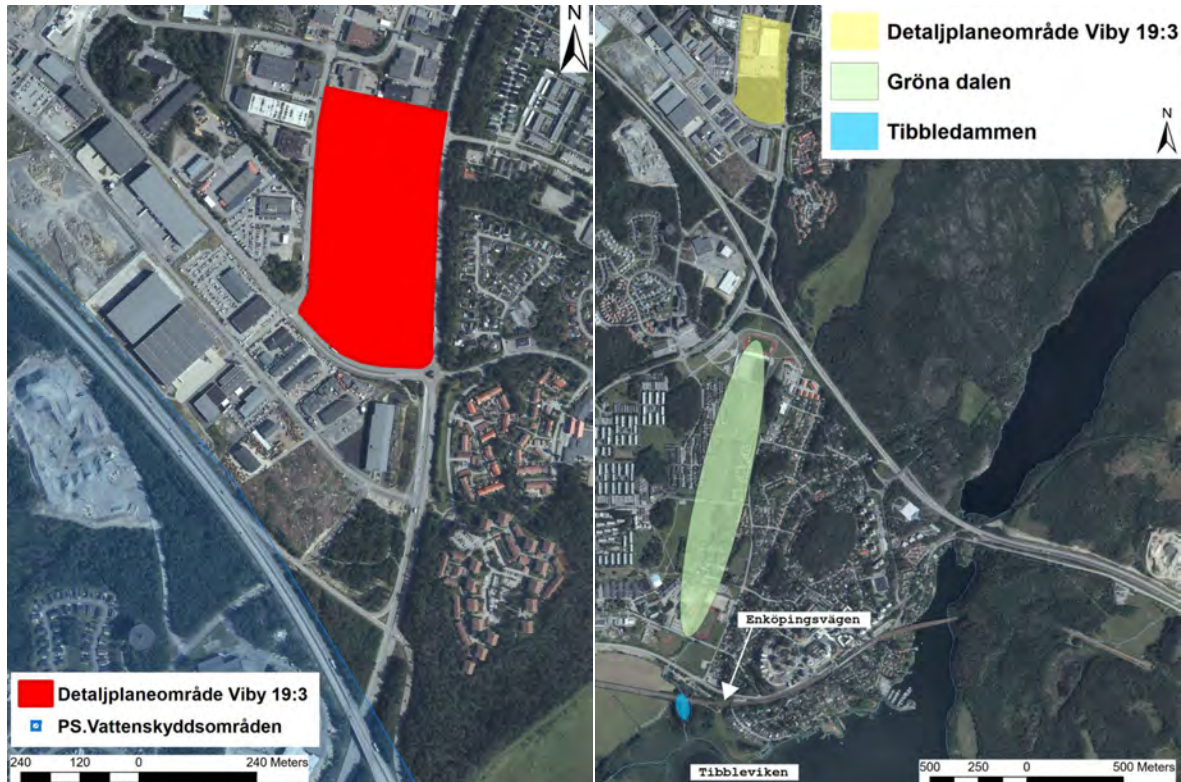 N
Detaljplaneområde Viby 19:3
PS.Vattenskyddsområden
240 120 0 240 Meters
Detaljplaneområde Viby 19:3
Gröna dalen
Tibbledammen
N
Enköpingsvägen
Tibbleviken
500 250 0 500 Meters